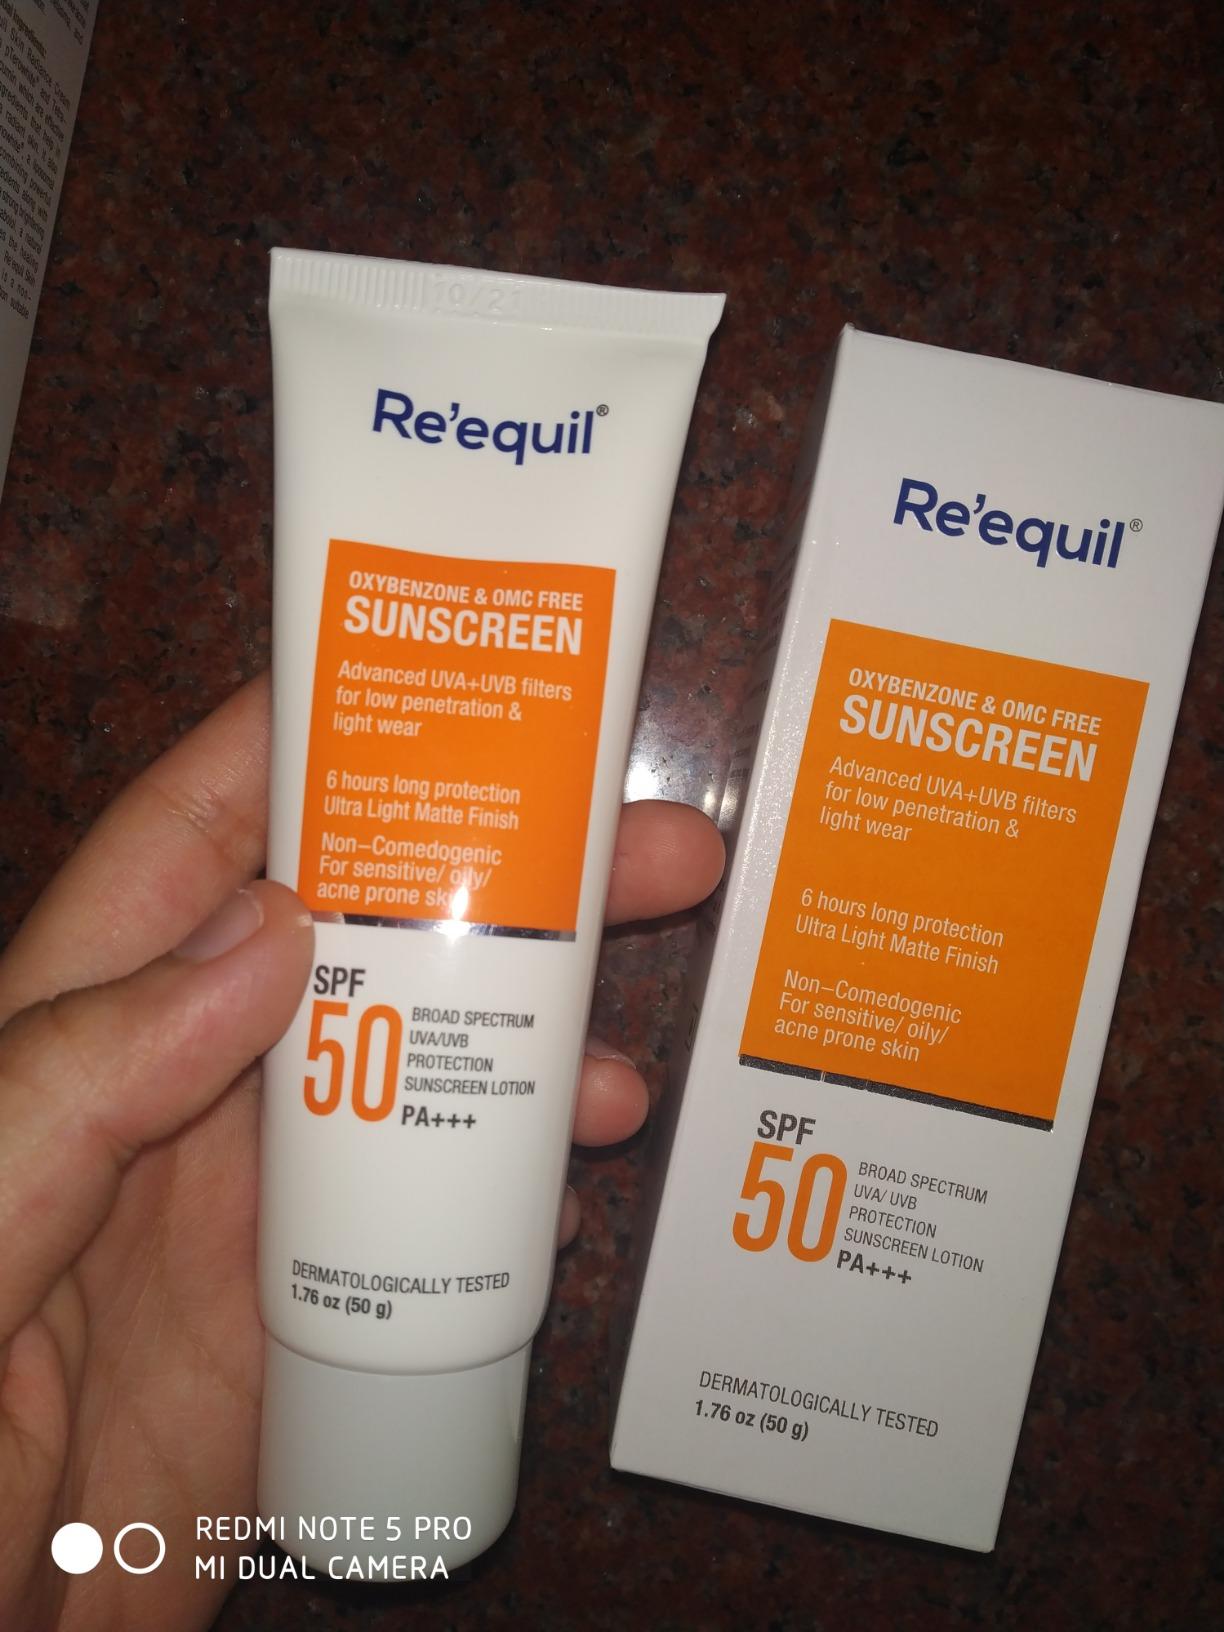 10/21
Re'equil®
OXYBENZONE & OMC FREE
SUNSCREEN
Advanced UVA+UVB filters
for low penetration &
light wear
6 hours long protection
Ultra Light Matte Finish
Non-Comedogenic
For sensitive/ oily/
acne prone skin
SPF
50
BROAD SPECTRUM
UVA/UVB
PROTECTION
SUNSCREEN LOTION
PA+++
DERMATOLOGICALLY TESTED
1.76 oz (50 g)
Re'equil®
OXYBENZONE & OMC FREE
SUNSCREEN
Advanced UVA+UVB filters
for low penetration &
light wear
6 hours long protection
Ultra Light Matte Finish
Non-Comedogenic
For sensitive/ oily/
acne prone skin
SPF
50
BROAD SPECTRUM
UVA/ UVB
PROTECTION
SUNSCREEN LOTION
PA+++
DERMATOLOGICALLY TESTED
1.76 oz (50 g)
REDMI NOTE 5 PRO
MI DUAL CAMERA